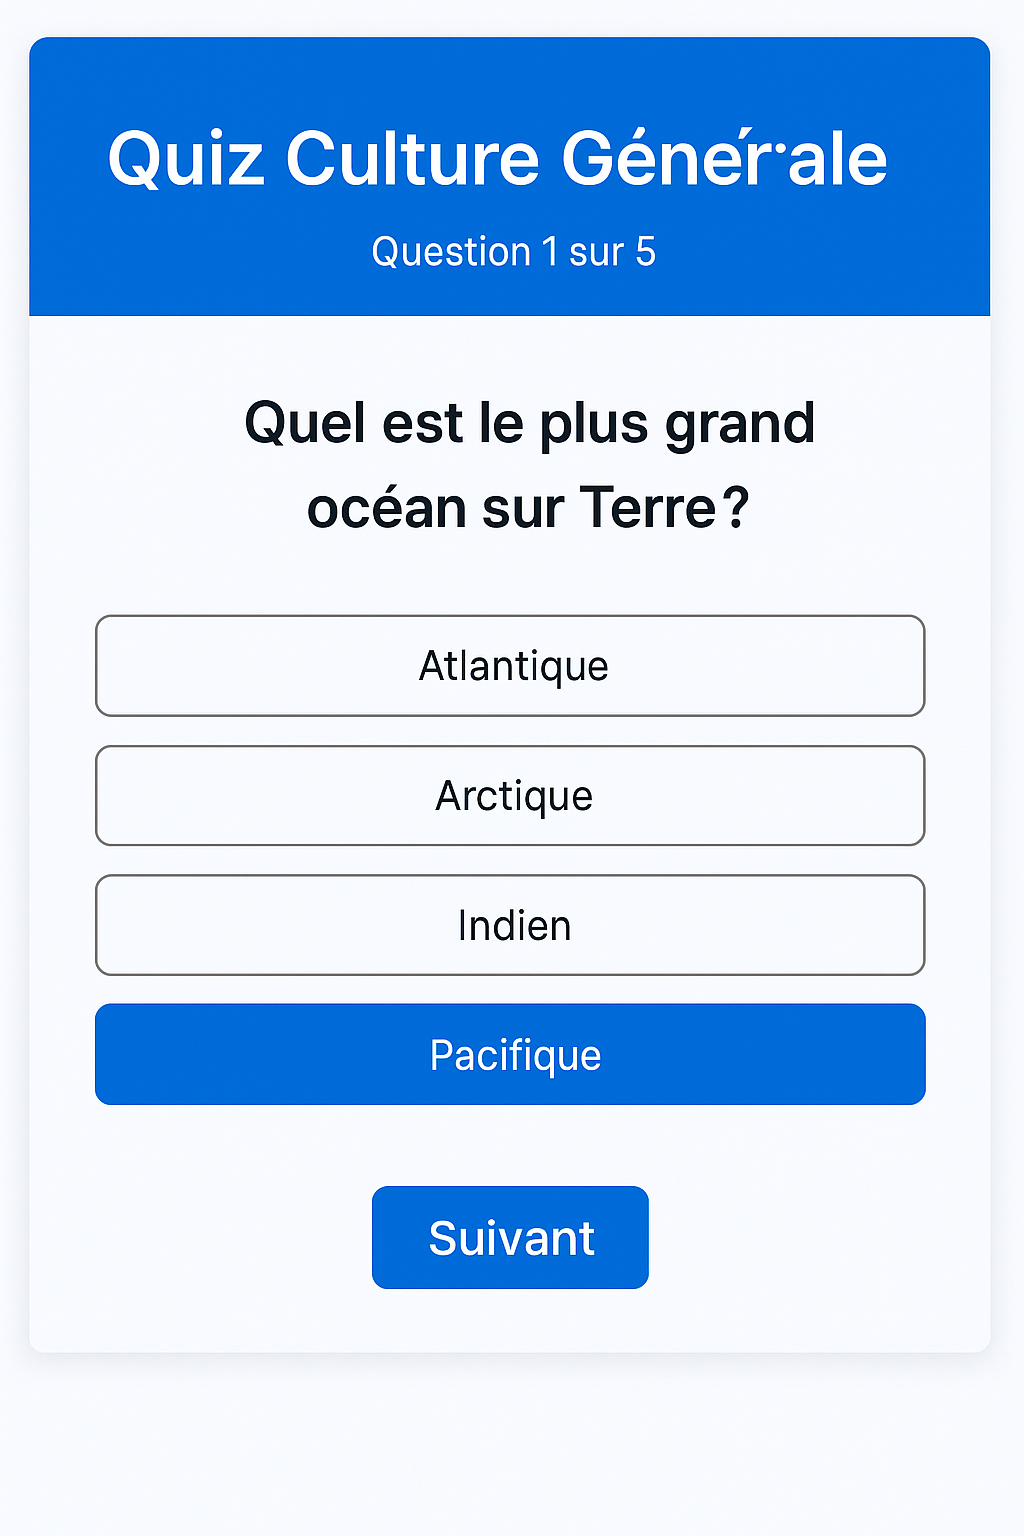 Quiz Culture Générale
Question 1 sur 5
Quel est le plus grand
océan sur Terre?
Atlantique
Arctique
Indien
Pacifique
Suivant